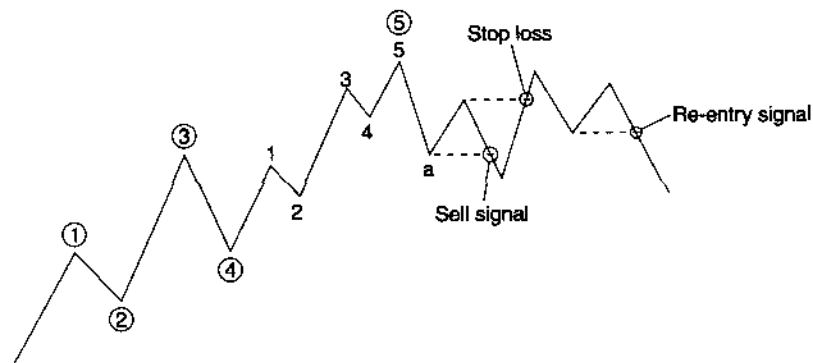 ⑤
5
Stop loss
3
4
③
1
2
a
Re-entry signal
Sell signal
①
④
②